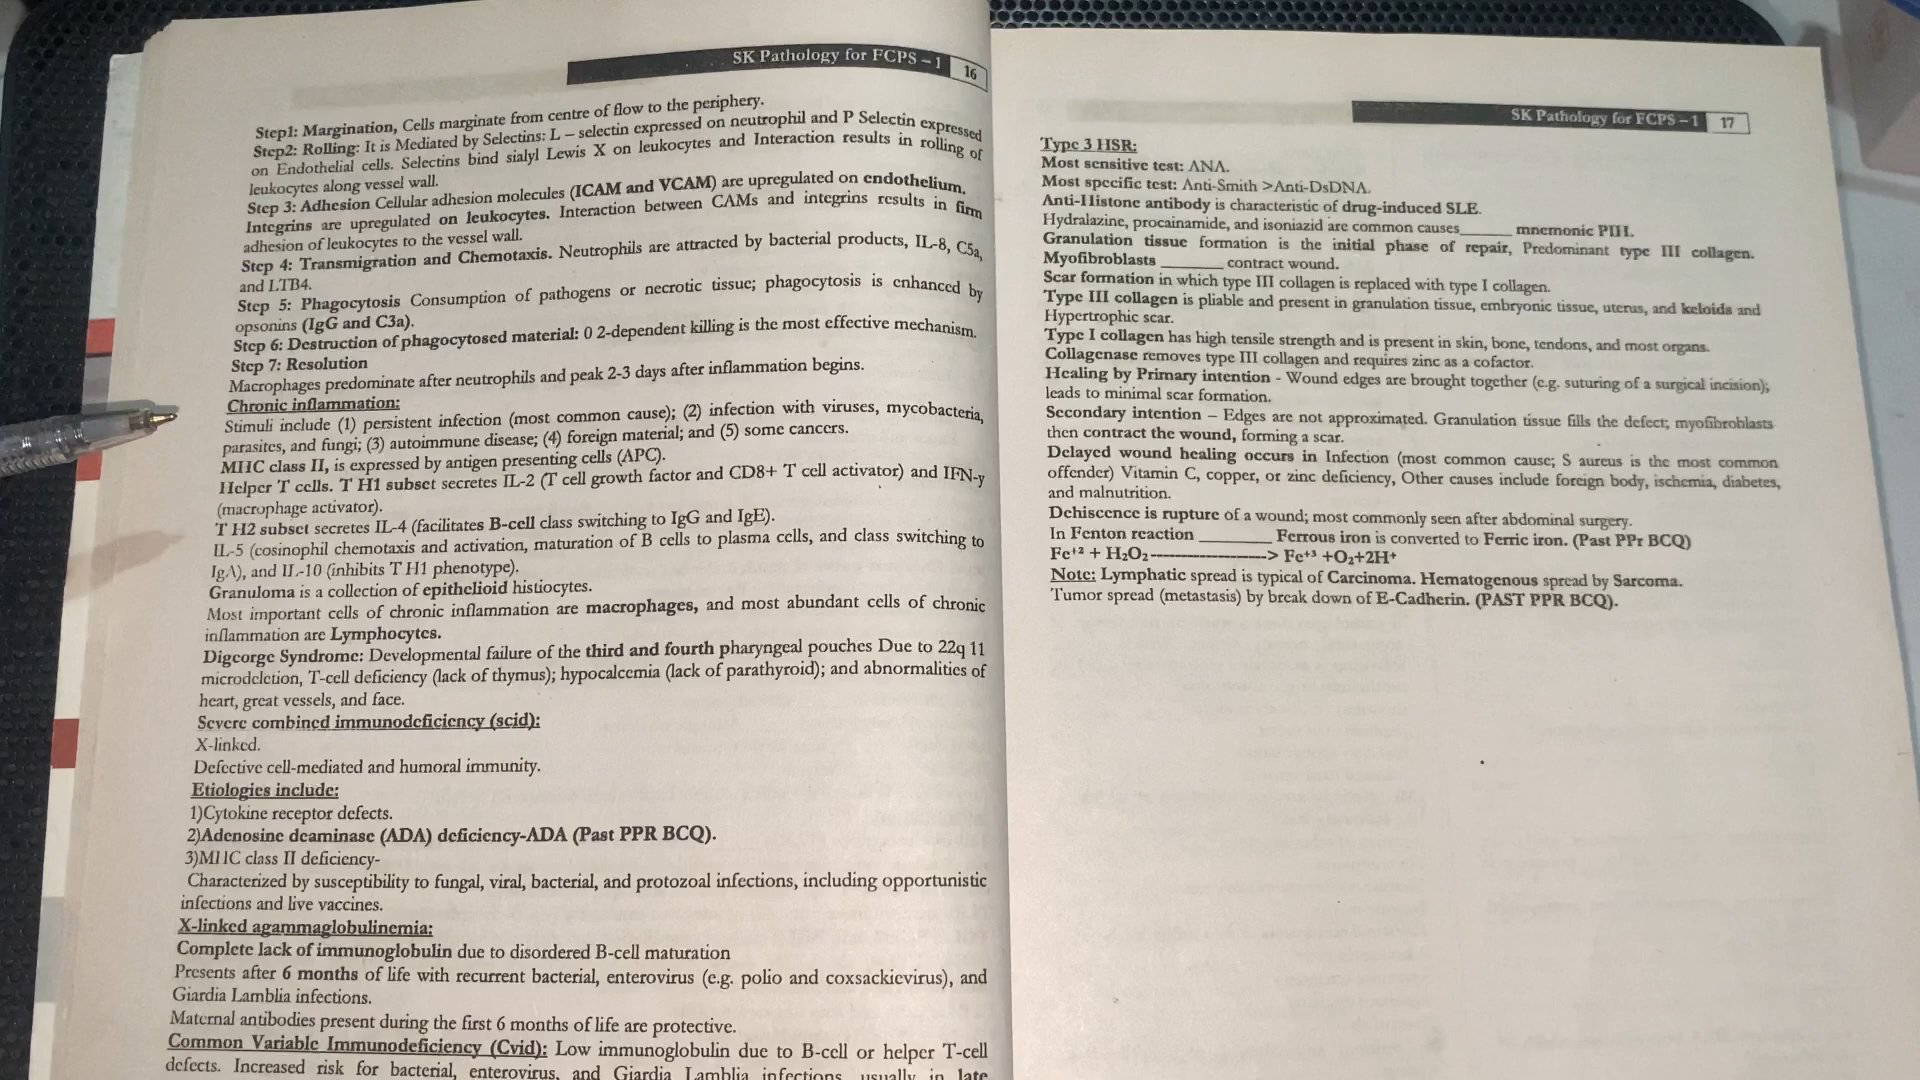 SK Pathology for FCPS – 1 16
Step1: Margination, Cells marginate from centre of flow to the periphery.
Step2: Rolling: It is Mediated by Selectins: L – selectin expressed on neutrophil and P Selectin expressed
on Endothelial cells. Selectins bind sialyl Lewis X on leukocytes and Interaction results in rolling of
leukocytes along vessel wall.
Step 3: Adhesion Cellular adhesion molecules (ICAM and VCAM) are upregulated on endothelium.
Integrins are upregulated on leukocytes. Interaction between CAMs and integrins results in firm
adhesion of leukocytes to the vessel wall.
Step 4: Transmigration and Chemotaxis. Neutrophils are attracted by bacterial products, IL-8, C5a,
and LTB4.
Step 5: Phagocytosis Consumption of pathogens or necrotic tissue; phagocytosis is enhanced by
opsonins (IgG and C3a).
Step 6: Destruction of phagocytosed material: 0 2-dependent killing is the most effective mechanism.
Step 7: Resolution
Macrophages predominate after neutrophils and peak 2-3 days after inflammation begins.
Chronic inflammation:
Stimuli include (1) persistent infection (most common cause); (2) infection with viruses, mycobacteria,
parasites, and fungi; (3) autoimmune disease; (4) foreign material; and (5) some cancers.
MHC class II, is expressed by antigen presenting cells (APC).
Helper T cells. T H1 subset secretes IL-2 (T cell growth factor and CD8+ T cell activator) and IFN-y
(macrophage activator).
T H2 subset secretes IL-4 (facilitates B-cell class switching to IgG and IgE).
IL-5 (eosinophil chemotaxis and activation, maturation of B cells to plasma cells, and class switching to
IgA), and IL-10 (inhibits T H1 phenotype).
Granuloma is a collection of epithelioid histiocytes.
Most important cells of chronic inflammation are macrophages, and most abundant cells of chronic
inflammation are Lymphocytes.
Digeorge Syndrome: Developmental failure of the third and fourth pharyngeal pouches Due to 22q 11
microdeletion, T-cell deficiency (lack of thymus); hypocalcemia (lack of parathyroid); and abnormalities of
heart, great vessels, and face.
Severe combined immunodeficiency (scid):
X-linked.
Defective cell-mediated and humoral immunity.
Etiologies include:
1)Cytokine receptor defects.
2)Adenosine deaminase (ADA) deficiency-ADA (Past PPR BCQ).
3)MHC class II deficiency-
Characterized by susceptibility to fungal, viral, bacterial, and protozoal infections, including opportunistic
infections and live vaccines.
X-linked agammaglobulinemia:
Complete lack of immunoglobulin due to disordered B-cell maturation
Presents after 6 months of life with recurrent bacterial, enterovirus (e.g. polio and coxsackievirus), and
Giardia Lamblia infections.
Maternal antibodies present during the first 6 months of life are protective.
Common Variable Immunodeficiency (Cvid): Low immunoglobulin due to B-cell or helper T-cell
defects. Increased risk for bacterial, enterovirus, and Giardia Lamblia infections, usually in late
SK Pathology for FCPS – 1 17
Type 3 HSR:
Most sensitive test: ANA.
Most specific test: Anti-Smith >Anti-DsDNA.
Anti-Histone antibody is characteristic of drug-induced SLE.
Hydralazine, procainamide, and isoniazid are common causes______ mnemonic PIH.
Granulation tissue formation is the initial phase of repair, Predominant type III collagen.
Myofibroblasts _______ contract wound.
Scar formation in which type III collagen is replaced with type I collagen.
Type III collagen is pliable and present in granulation tissue, embryonic tissue, uterus, and keloids and
Hypertrophic scar.
Type I collagen has high tensile strength and is present in skin, bone, tendons, and most organs.
Collagenase removes type III collagen and requires zinc as a cofactor.
Healing by Primary intention - Wound edges are brought together (e.g. suturing of a surgical incision);
leads to minimal scar formation.
Secondary intention – Edges are not approximated. Granulation tissue fills the defect; myofibroblasts
then contract the wound, forming a scar.
Delayed wound healing occurs in Infection (most common cause; S aureus is the most common
offender) Vitamin C, copper, or zinc deficiency, Other causes include foreign body, ischemia, diabetes,
and malnutrition.
Dehiscence is rupture of a wound; most commonly seen after abdominal surgery.
In Fenton reaction ________ Ferrous iron is converted to Ferric iron. (Past PPr BCQ)
Fe⁺² + H₂O₂------------------> Fe⁺³ +O₂+2H⁺
Note: Lymphatic spread is typical of Carcinoma. Hematogenous spread by Sarcoma.
Tumor spread (metastasis) by break down of E-Cadherin. (PAST PPR BCQ).